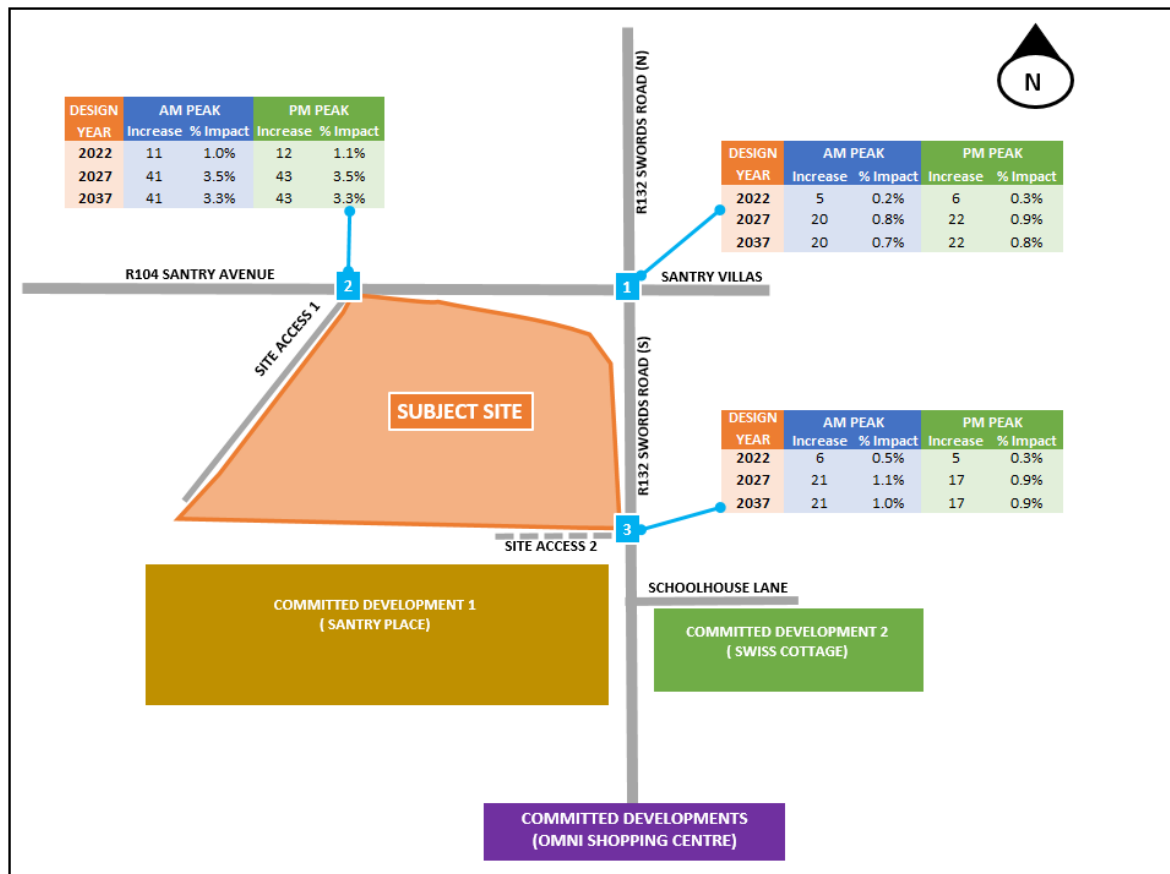 N
R132 SWORDS ROAD (N)
DESIGN AM PEAK PM PEAK
YEAR Increase % Impact Increase % Impact
2022 11 1.0% 12 1.1%
2027 41 3.5% 43 3.5%
2037 41 3.3% 43 3.3%
DESIGN AM PEAK PM PEAK
YEAR Increase % Impact Increase % Impact
2022 5 0.2% 6 0.3%
2027 20 0.8% 22 0.9%
2037 20 0.7% 22 0.8%
R104 SANTRY AVENUE
2
1
SANTRY VILLAS
SITE ACCESS 1
SUBJECT SITE
R132 SWORDS ROAD (S)
DESIGN AM PEAK PM PEAK
YEAR Increase % Impact Increase % Impact
2022 6 0.5% 5 0.3%
2027 21 1.1% 17 0.9%
2037 21 1.0% 17 0.9%
3
SITE ACCESS 2
SCHOOLHOUSE LANE
COMMITTED DEVELOPMENT 1
( SANTRY PLACE)
COMMITTED DEVELOPMENT 2
( SWISS COTTAGE)
COMMITTED DEVELOPMENTS
(OMNI SHOPPING CENTRE)